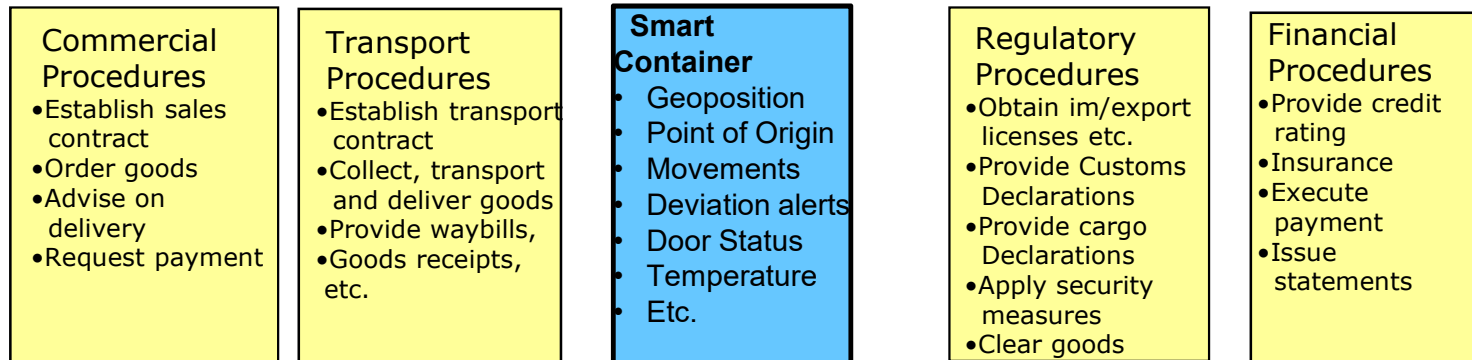 Commercial
Procedures
•Establish sales
contract
•Order goods
•Advise on
delivery
•Request payment
Transport
Procedures
•Establish transport
contract
•Collect, transport
and deliver goods
•Provide waybills,
•Goods receipts,
etc.
Smart
Container
• Geoposition
• Point of Origin
• Movements
• Deviation alerts
• Door Status
• Temperature
• Etc.
Regulatory
Procedures
•Obtain im/export
licenses etc.
•Provide Customs
Declarations
•Provide cargo
Declarations
•Apply security
measures
•Clear goods
Financial
Procedures
•Provide credit
rating
•Insurance
•Execute
payment
•Issue
statements